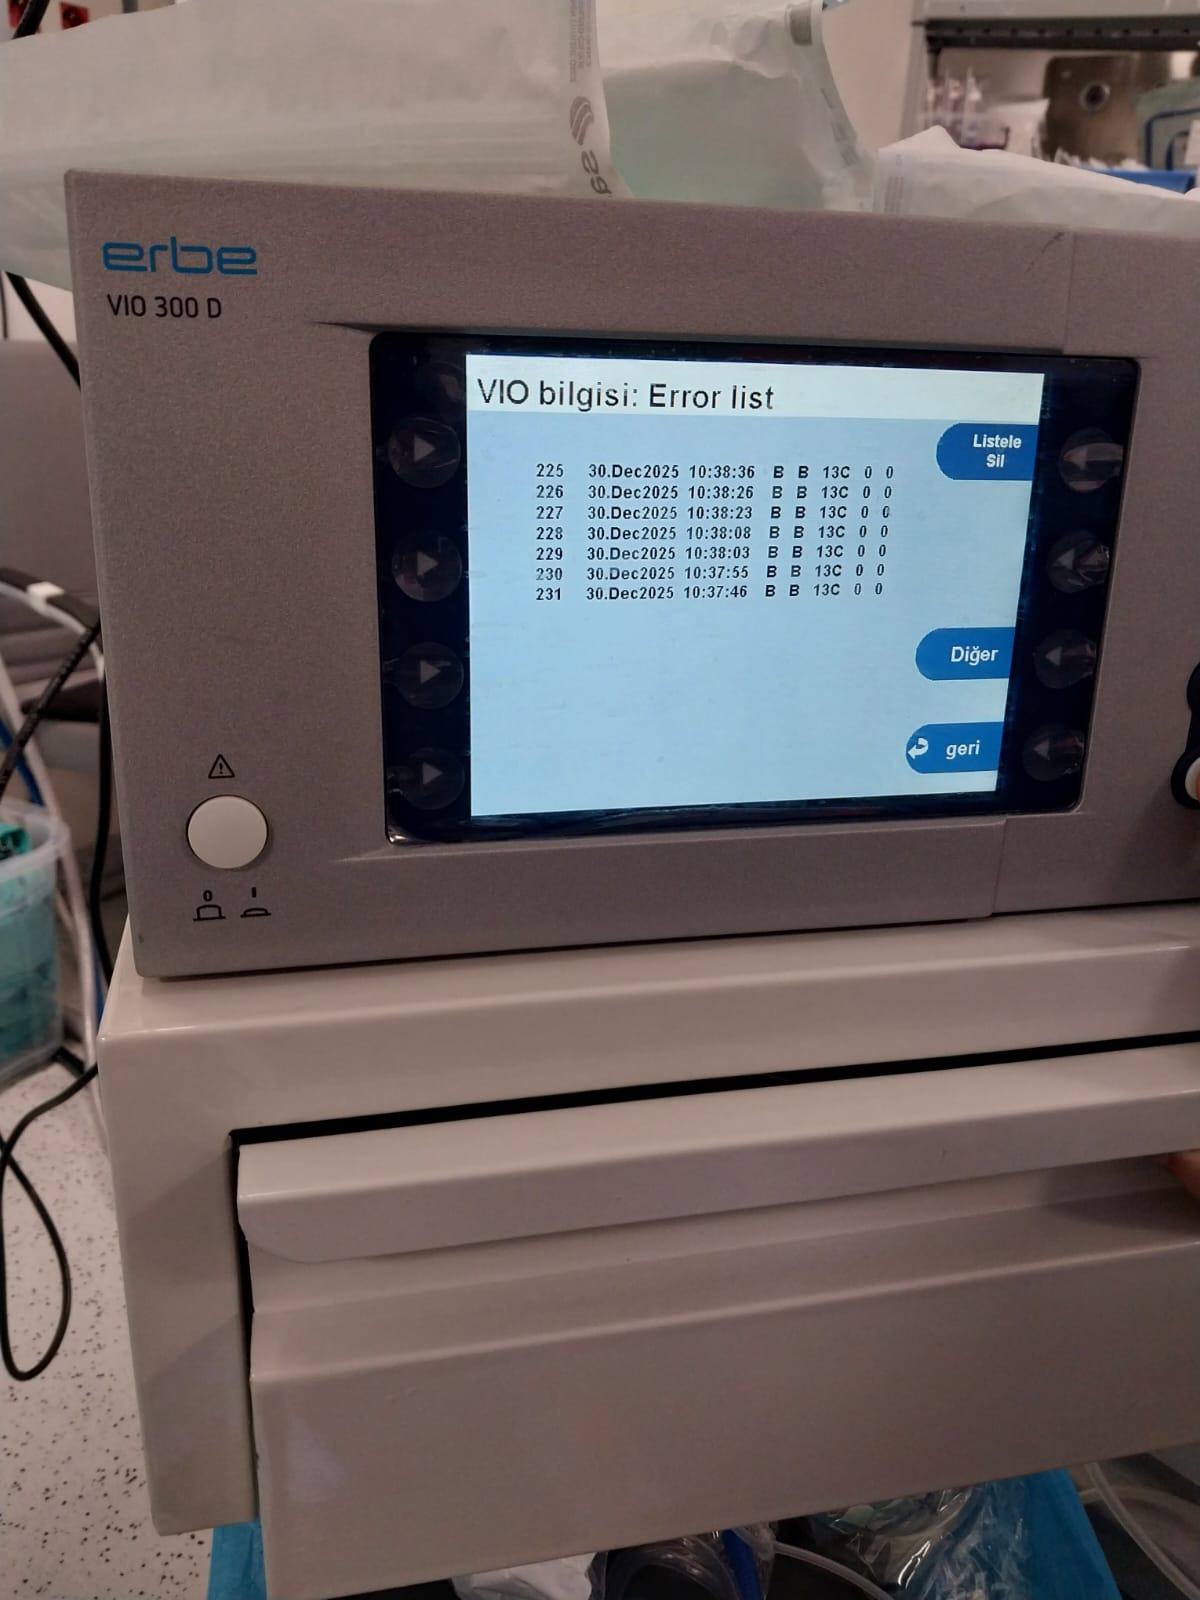 erbe
VIO 300 D
VIO bilgisi: Error list
Listele
Sil
225 30.Dec2025 10:38:36 B B 13C 0 0
226 30.Dec2025 10:38:26 B B 13C 0 0
227 30.Dec2025 10:38:23 B B 13C 0 0
228 30.Dec2025 10:38:08 B B 13C 0 0
229 30.Dec2025 10:38:03 B B 13C 0 0
230 30.Dec2025 10:37:55 B B 13C 0 0
231 30.Dec2025 10:37:46 B B 13C 0 0
Diğer
geri
0 I